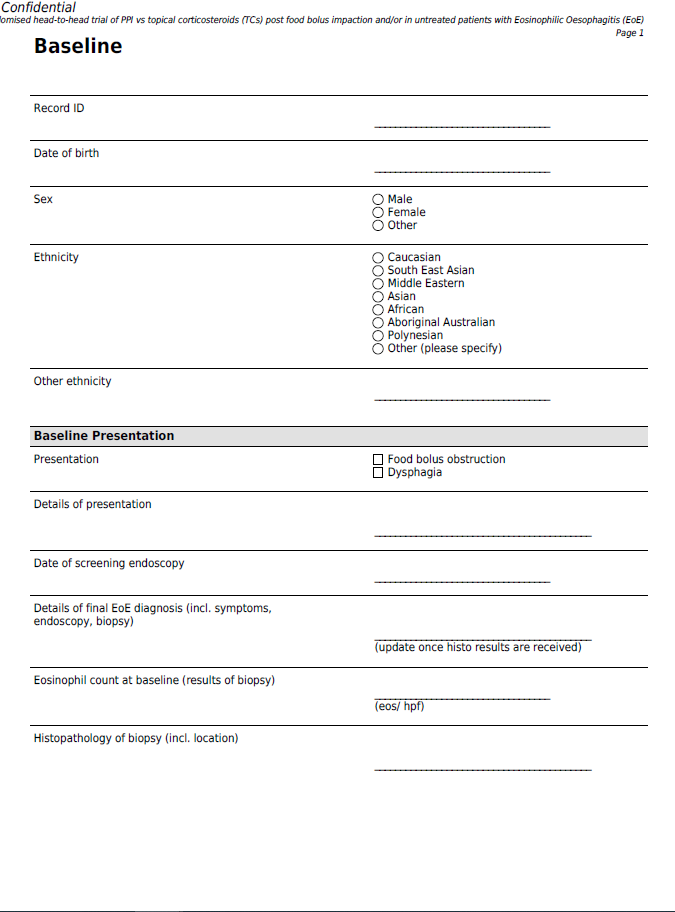 Confidential
omised head-to-head trial of PPI vs topical corticosteroids (TCs) post food bolus impaction and/or in untreated patients with Eosinophilic Oesophagitis (EoE)
Page 1
Baseline
Record ID
Date of birth
Sex
Male
Female
Other
Ethnicity
Caucasian
South East Asian
Middle Eastern
Asian
African
Aboriginal Australian
Polynesian
Other (please specify)
Other ethnicity
Baseline Presentation
Presentation
Food bolus obstruction
Dysphagia
Details of presentation
Date of screening endoscopy
Details of final EoE diagnosis (incl. symptoms,
endoscopy, biopsy)
(update once histo results are received)
Eosinophil count at baseline (results of biopsy)
(eos/ hpf)
Histopathology of biopsy (incl. location)